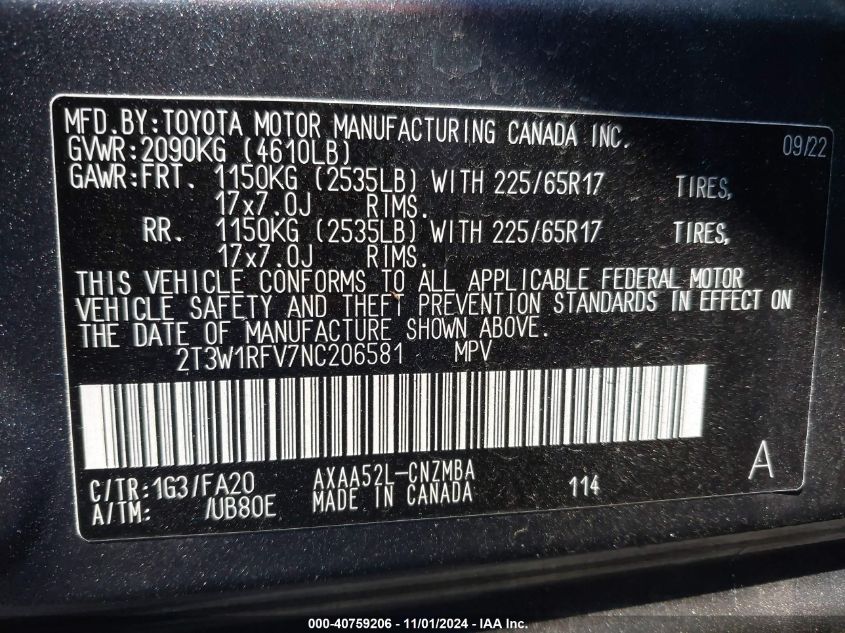 MFD.BY:TOYOTA MOTOR MANUFACTURING CANADA INC. 09/22
GVWR:2090KG (4610LB)
GAWR:FRT. 1150KG (2535LB) WITH 225/65R17 TIRES,
17x7.0J RIMS.
RR. 1150KG (2535LB) WITH 225/65R17 TIRES,
17x7.0J RIMS.
THIS VEHICLE CONFORMS TO ALL APPLICABLE FEDERAL MOTOR
VEHICLE SAFETY AND THEFT PREVENTION STANDARDS IN EFFECT ON
THE DATE OF MANUFACTURE SHOWN ABOVE.
2T3W1RFV7NC206581 MPV
A
C/TR:1G3/FA20 AXAA52L-CNZMBA 114
A/TM: /UB80E MADE IN CANADA
000-40759206 - 11/01/2024 - IAA Inc.